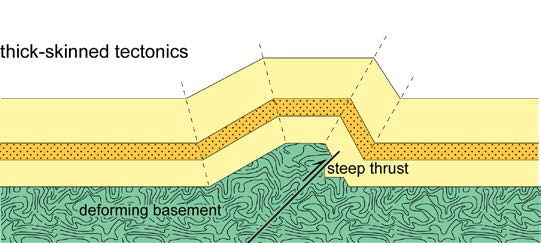 thick-skinned tectonics
steep thrust
deforming basement